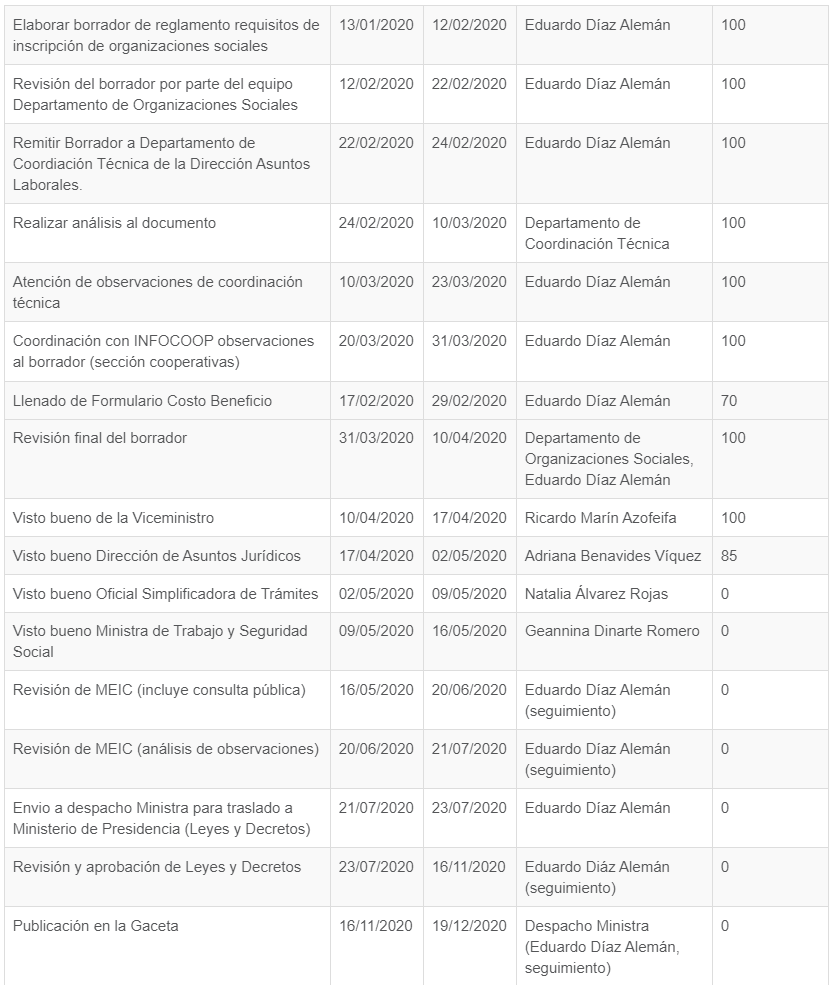 Elaborar borrador de reglamento requisitos de 13/01/2020 12/02/2020 Eduardo Díaz Alemán 100
inscripción de organizaciones sociales
Revisión del borrador por parte del equipo 12/02/2020 22/02/2020 Eduardo Díaz Alemán 100
Departamento de Organizaciones Sociales
Remitir Borrador a Departamento de 22/02/2020 24/02/2020 Eduardo Díaz Alemán 100
Coordiación Técnica de la Dirección Asuntos
Laborales.
Realizar análisis al documento 24/02/2020 10/03/2020 Departamento de 100
Coordinación Técnica
Atención de observaciones de coordinación 10/03/2020 23/03/2020 Eduardo Díaz Alemán 100
técnica
Coordinación con INFOCOOP observaciones 20/03/2020 31/03/2020 Eduardo Díaz Alemán 100
al borrador (sección cooperativas)
Llenado de Formulario Costo Beneficio 17/02/2020 29/02/2020 Eduardo Díaz Alemán 70
Revisión final del borrador 31/03/2020 10/04/2020 Departamento de 100
Organizaciones Sociales,
Eduardo Díaz Alemán
Visto bueno de la Viceministro 10/04/2020 17/04/2020 Ricardo Marín Azofeifa 100
Visto bueno Dirección de Asuntos Jurídicos 17/04/2020 02/05/2020 Adriana Benavides Víquez 85
Visto bueno Oficial Simplificadora de Trámites 02/05/2020 09/05/2020 Natalia Álvarez Rojas 0
Visto bueno Ministra de Trabajo y Seguridad 09/05/2020 16/05/2020 Geannina Dinarte Romero 0
Social
Revisión de MEIC (incluye consulta pública) 16/05/2020 20/06/2020 Eduardo Díaz Alemán 0
(seguimiento)
Revisión de MEIC (análisis de observaciones) 20/06/2020 21/07/2020 Eduardo Díaz Alemán 0
(seguimiento)
Envio a despacho Ministra para traslado a 21/07/2020 23/07/2020 Eduardo Díaz Alemán 0
Ministerio de Presidencia (Leyes y Decretos)
Revisión y aprobación de Leyes y Decretos 23/07/2020 16/11/2020 Eduardo Diáz Alemán 0
(seguimiento)
Publicación en la Gaceta 16/11/2020 19/12/2020 Despacho Ministra 0
(Eduardo Díaz Alemán,
seguimiento)